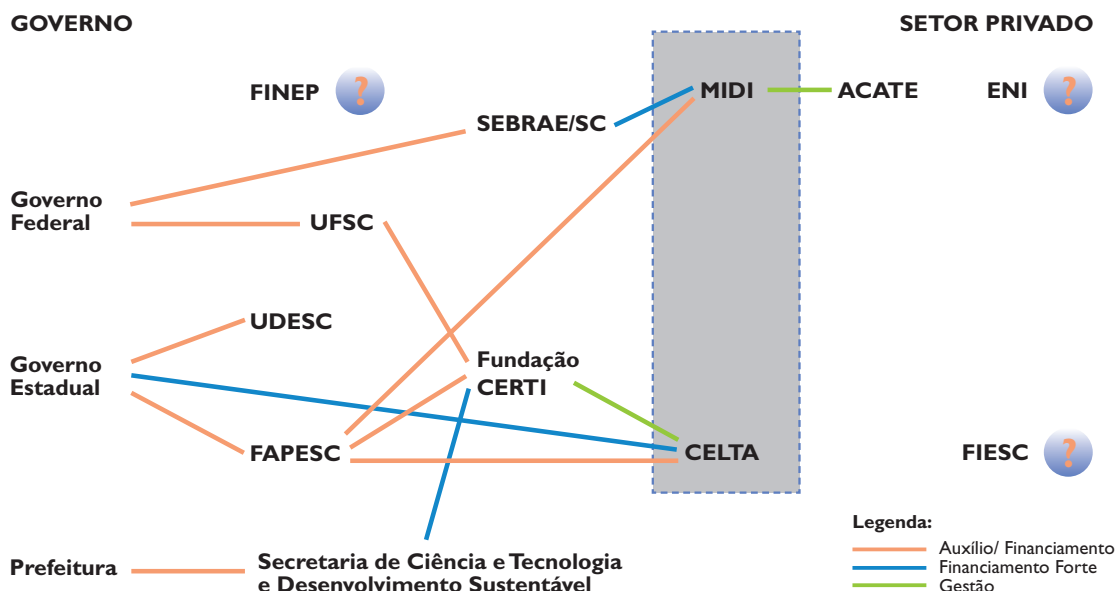 GOVERNO
SETOR PRIVADO
FINEP ?
MIDI
ACATE
ENI ?
SEBRAE/SC
Governo
Federal
UFSC
UDESC
Governo
Estadual
Fundação
CERTI
FAPESC
CELTA
FIESC ?
Legenda:
Auxílio/ Financiamento
Financiamento Forte
Gestão
Prefeitura
Secretaria de Ciência e Tecnologia
e Desenvolvimento Sustentável